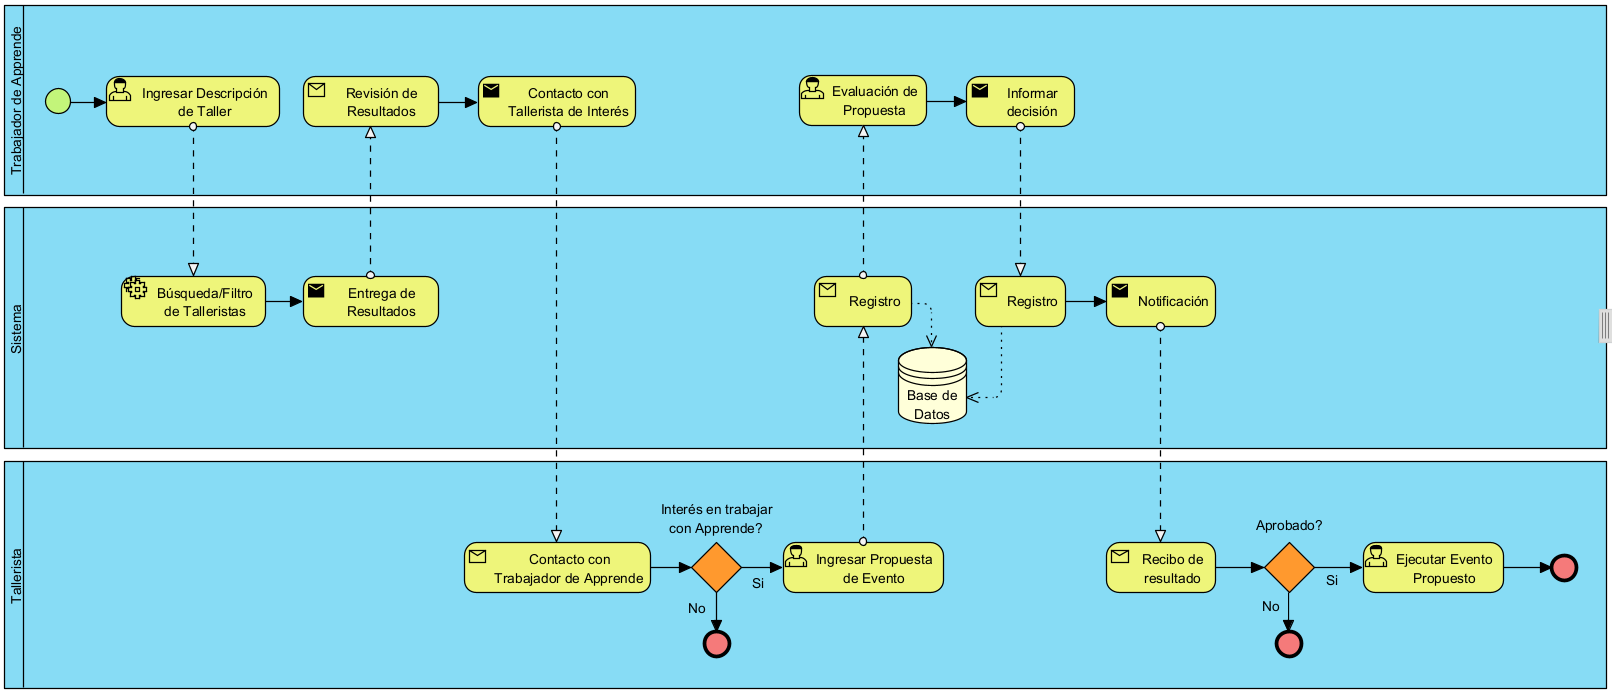 Trabajador de Apprende
Ingresar Descripción
de Taller
Revisión de
Resultados
Contacto con
Tallerista de Interés
Evaluación de
Propuesta
Informar
decisión
Sistema
Búsqueda/Filtro
de Talleristas
Entrega de
Resultados
Registro
Registro
Notificación
Base de
Datos
Tallerista
Contacto con
Trabajador de Apprende
Interés en trabajar
con Apprende?
Si
No
Ingresar Propuesta
de Evento
Recibo de
resultado
Aprobado?
Si
No
Ejecutar Evento
Propuesto